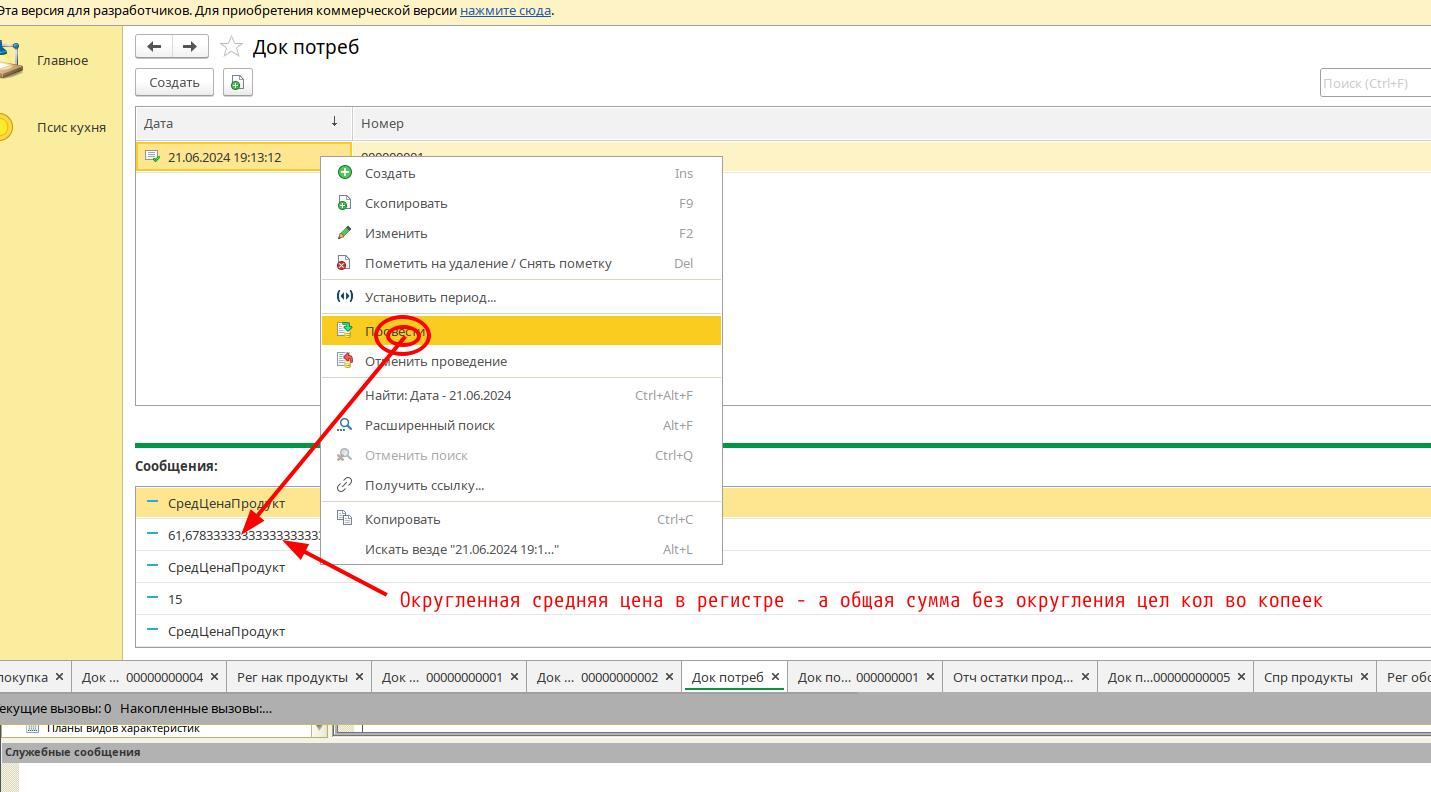 Эта версия для разработчиков. Для приобретения коммерческой версии нажмите сюда.
Главное
Псис кухня
Док потреб
Создать
Поиск (Ctrl+F)
Дата ↓ Номер
21.06.2024 19:13:12
Создать Ins
Скопировать F9
Изменить F2
Пометить на удаление / Снять пометку Del
Установить период...
Провести
Отменить проведение
Найти: Дата - 21.06.2024 Ctrl+Alt+F
Расширенный поиск Alt+F
Отменить поиск Ctrl+Q
Получить ссылку...
Копировать Ctrl+C
Искать везде "21.06.2024 19:1..." Alt+L
Сообщения:
СредЦенаПродукт
61,6783333333333333333
СредЦенаПродукт
15
СредЦенаПродукт
Округленная средняя цена в регистре - а общая сумма без округления цел кол во копеек
покупка × Док ... 00000000004 × Рег нак продукты × Док ... 00000000001 × Док ... 00000000002 × Док потреб × Док по... 000000001 × Отч остатки прод... × Док п...00000000005 × Спр продукты × Рег обо
екущие вызовы: 0 Накопленные вызовы:...
Планы видов характеристик
Служебные сообщения